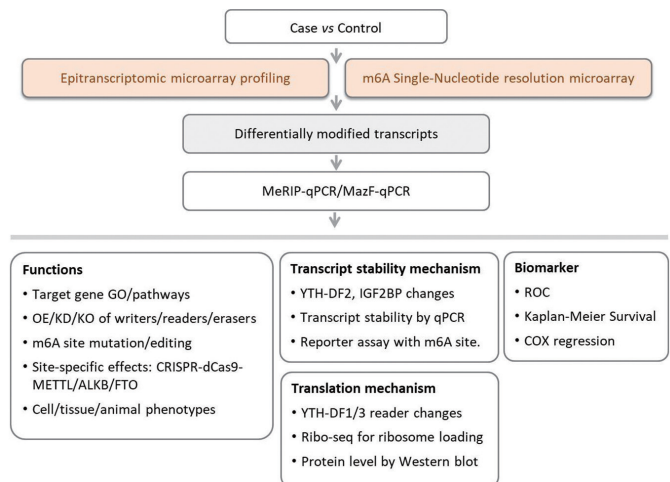 Case vs Control
Epitranscriptomic microarray profiling
m6A Single-Nucleotide resolution microarray
Differentially modified transcripts
MeRIP-qPCR/MazF-qPCR
Functions
• Target gene GO/pathways
• OE/KD/KO of writers/readers/erasers
• m6A site mutation/editing
• Site-specific effects: CRISPR-dCas9-
METTL/ALKB/FTO
• Cell/tissue/animal phenotypes
Transcript stability mechanism
• YTH-DF2, IGF2BP changes
• Transcript stability by qPCR
• Reporter assay with m6A site.
Translation mechanism
• YTH-DF1/3 reader changes
• Ribo-seq for ribosome loading
• Protein level by Western blot
Biomarker
• ROC
• Kaplan-Meier Survival
• COX regression